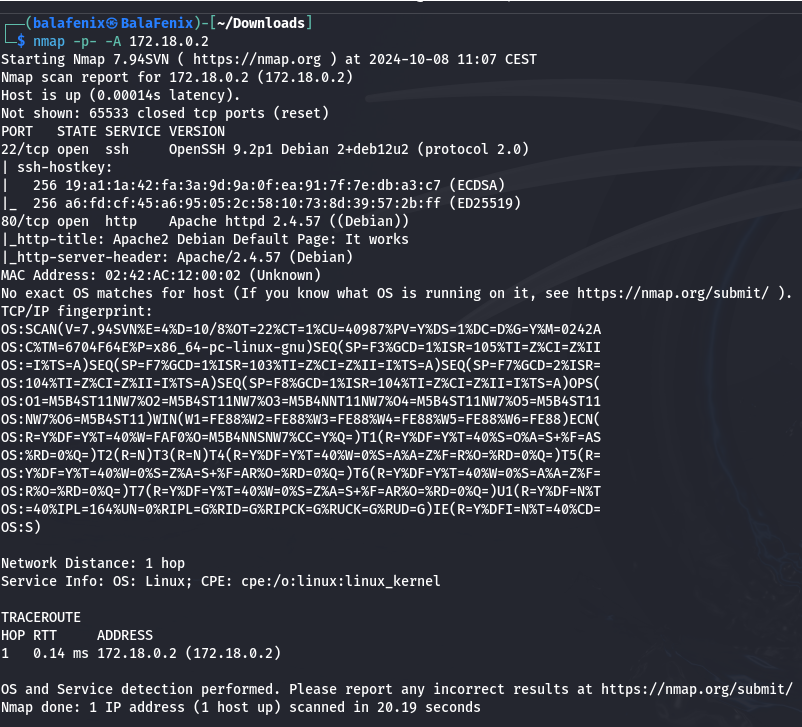 ┌──(balafenix㉿BalaFenix)-[~/Downloads]
└─$ nmap -p- -A 172.18.0.2
Starting Nmap 7.94SVN ( https://nmap.org ) at 2024-10-08 11:07 CEST
Nmap scan report for 172.18.0.2 (172.18.0.2)
Host is up (0.00014s latency).
Not shown: 65533 closed tcp ports (reset)
PORT   STATE SERVICE VERSION
22/tcp open  ssh     OpenSSH 9.2p1 Debian 2+deb12u2 (protocol 2.0)
| ssh-hostkey:
|   256 19:a1:1a:42:fa:3a:9d:9a:0f:ea:91:7f:7e:db:a3:c7 (ECDSA)
|_  256 a6:fd:cf:45:a6:95:05:2c:58:10:73:8d:39:57:2b:ff (ED25519)
80/tcp open  http    Apache httpd 2.4.57 ((Debian))
|_http-title: Apache2 Debian Default Page: It works
|_http-server-header: Apache/2.4.57 (Debian)
MAC Address: 02:42:AC:12:00:02 (Unknown)
No exact OS matches for host (If you know what OS is running on it, see https://nmap.org/submit/ ).
TCP/IP fingerprint:
OS:SCAN(V=7.94SVN%E=4%D=10/8%OT=22%CT=1%CU=40987%PV=Y%DS=1%DC=D%G=Y%M=0242A
OS:C%TM=6704F64E%P=x86_64-pc-linux-gnu)SEQ(SP=F3%GCD=1%ISR=105%TI=Z%CI=Z%II
OS:=I%TS=A)SEQ(SP=F7%GCD=1%ISR=103%TI=Z%CI=Z%II=I%TS=A)SEQ(SP=F7%GCD=2%ISR=
OS:104%TI=Z%CI=Z%II=I%TS=A)SEQ(SP=F8%GCD=1%ISR=104%TI=Z%CI=Z%II=I%TS=A)OPS(
OS:O1=M5B4ST11NW7%O2=M5B4ST11NW7%O3=M5B4NNT11NW7%O4=M5B4ST11NW7%O5=M5B4ST11
OS:NW7%O6=M5B4ST11)WIN(W1=FE88%W2=FE88%W3=FE88%W4=FE88%W5=FE88%W6=FE88)ECN(
OS:R=Y%DF=Y%T=40%W=FAF0%O=M5B4NNSNW7%CC=Y%Q=)T1(R=Y%DF=Y%T=40%S=O%A=S+%F=AS
OS:%RD=0%Q=)T2(R=N)T3(R=N)T4(R=Y%DF=Y%T=40%W=0%S=A%A=Z%F=R%O=%RD=0%Q=)T5(R=
OS:Y%DF=Y%T=40%W=0%S=Z%A=S+%F=AR%O=%RD=0%Q=)T6(R=Y%DF=Y%T=40%W=0%S=A%A=Z%F=
OS:R%O=%RD=0%Q=)T7(R=Y%DF=Y%T=40%W=0%S=Z%A=S+%F=AR%O=%RD=0%Q=)U1(R=Y%DF=N%T
OS:=40%IPL=164%UN=0%RIPL=G%RID=G%RIPCK=G%RUCK=G%RUD=G)IE(R=Y%DFI=N%T=40%CD=
OS:S)
Network Distance: 1 hop
Service Info: OS: Linux; CPE: cpe:/o:linux:linux_kernel
TRACEROUTE
HOP RTT     ADDRESS
1   0.14 ms 172.18.0.2 (172.18.0.2)
OS and Service detection performed. Please report any incorrect results at https://nmap.org/submit/
Nmap done: 1 IP address (1 host up) scanned in 20.19 seconds